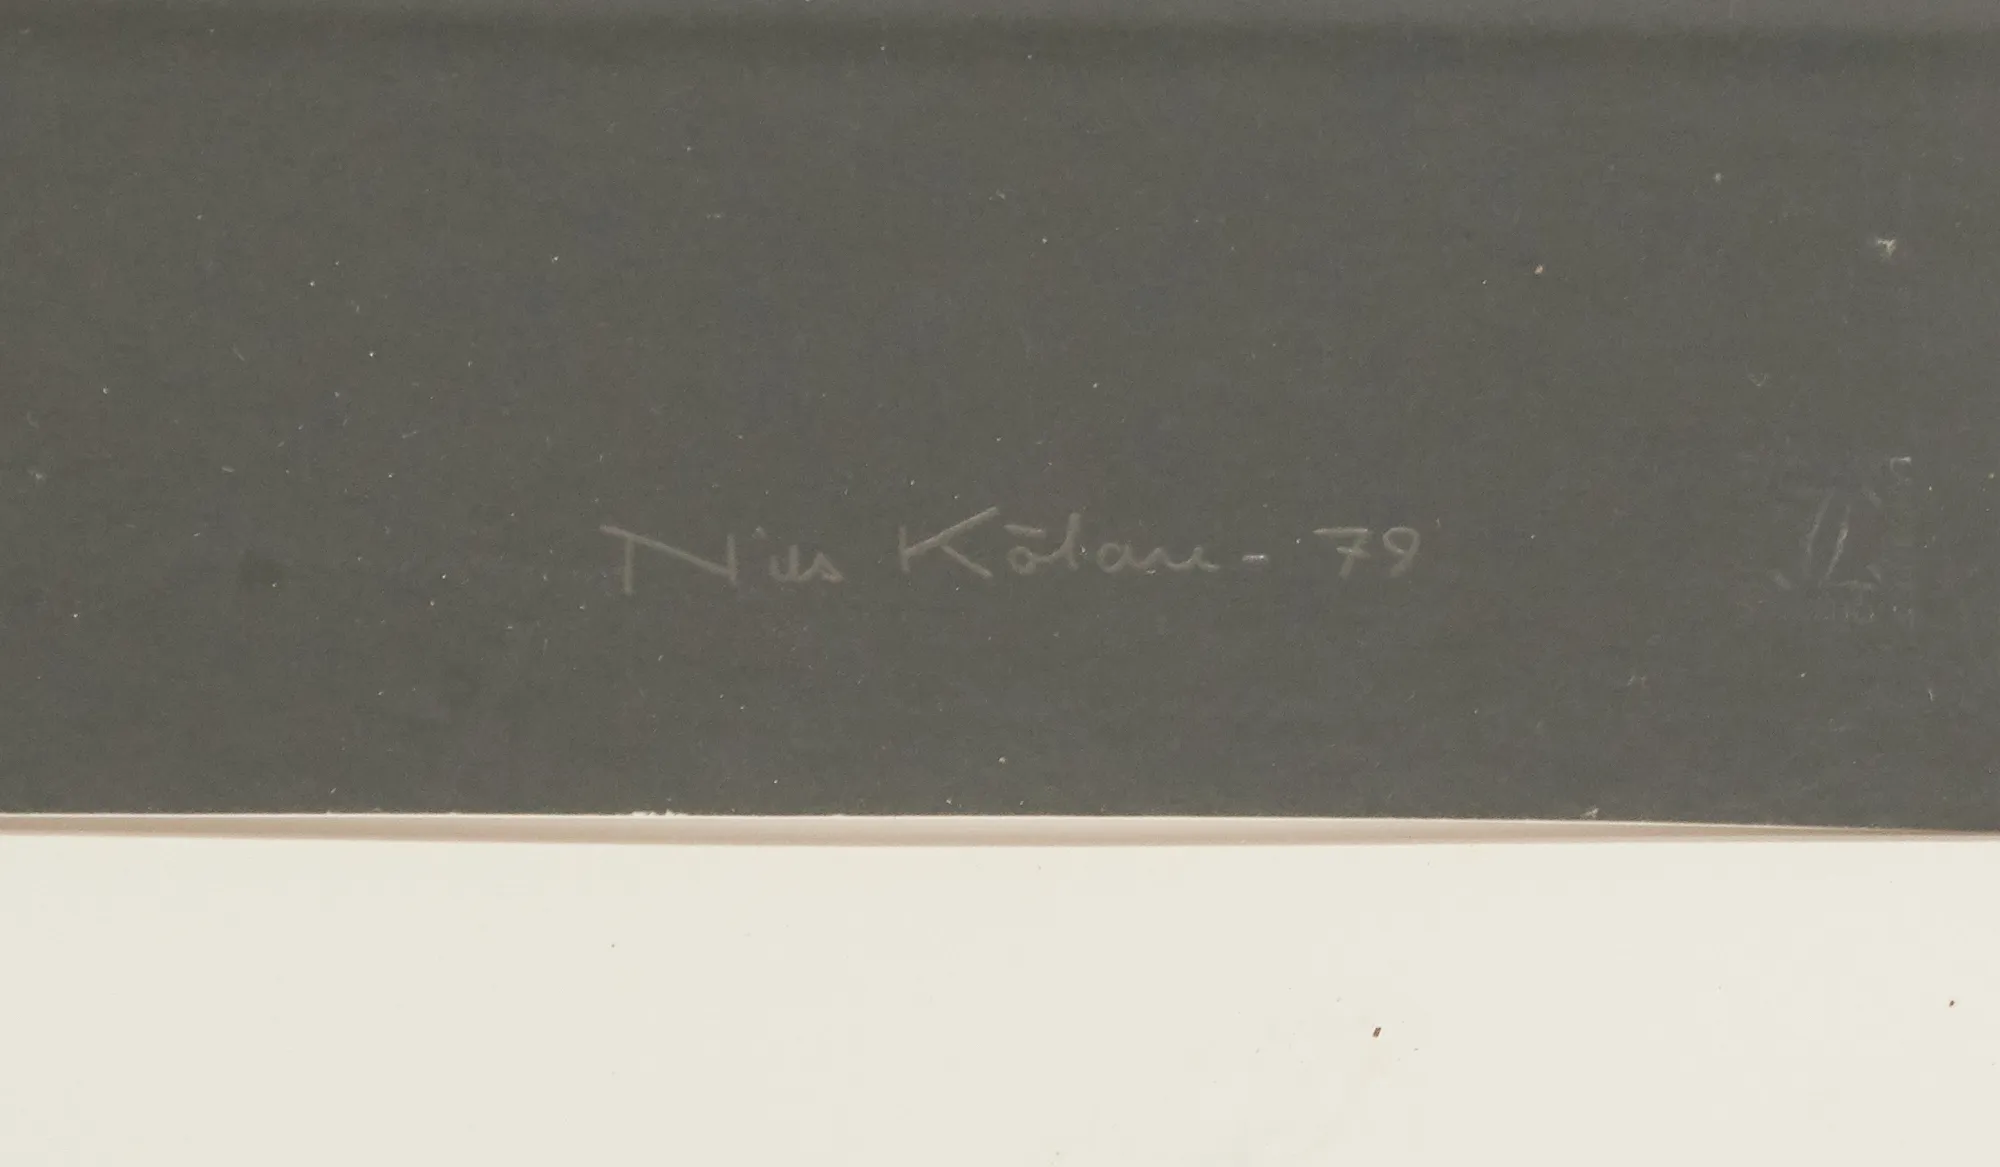 Nils Kölare - 79